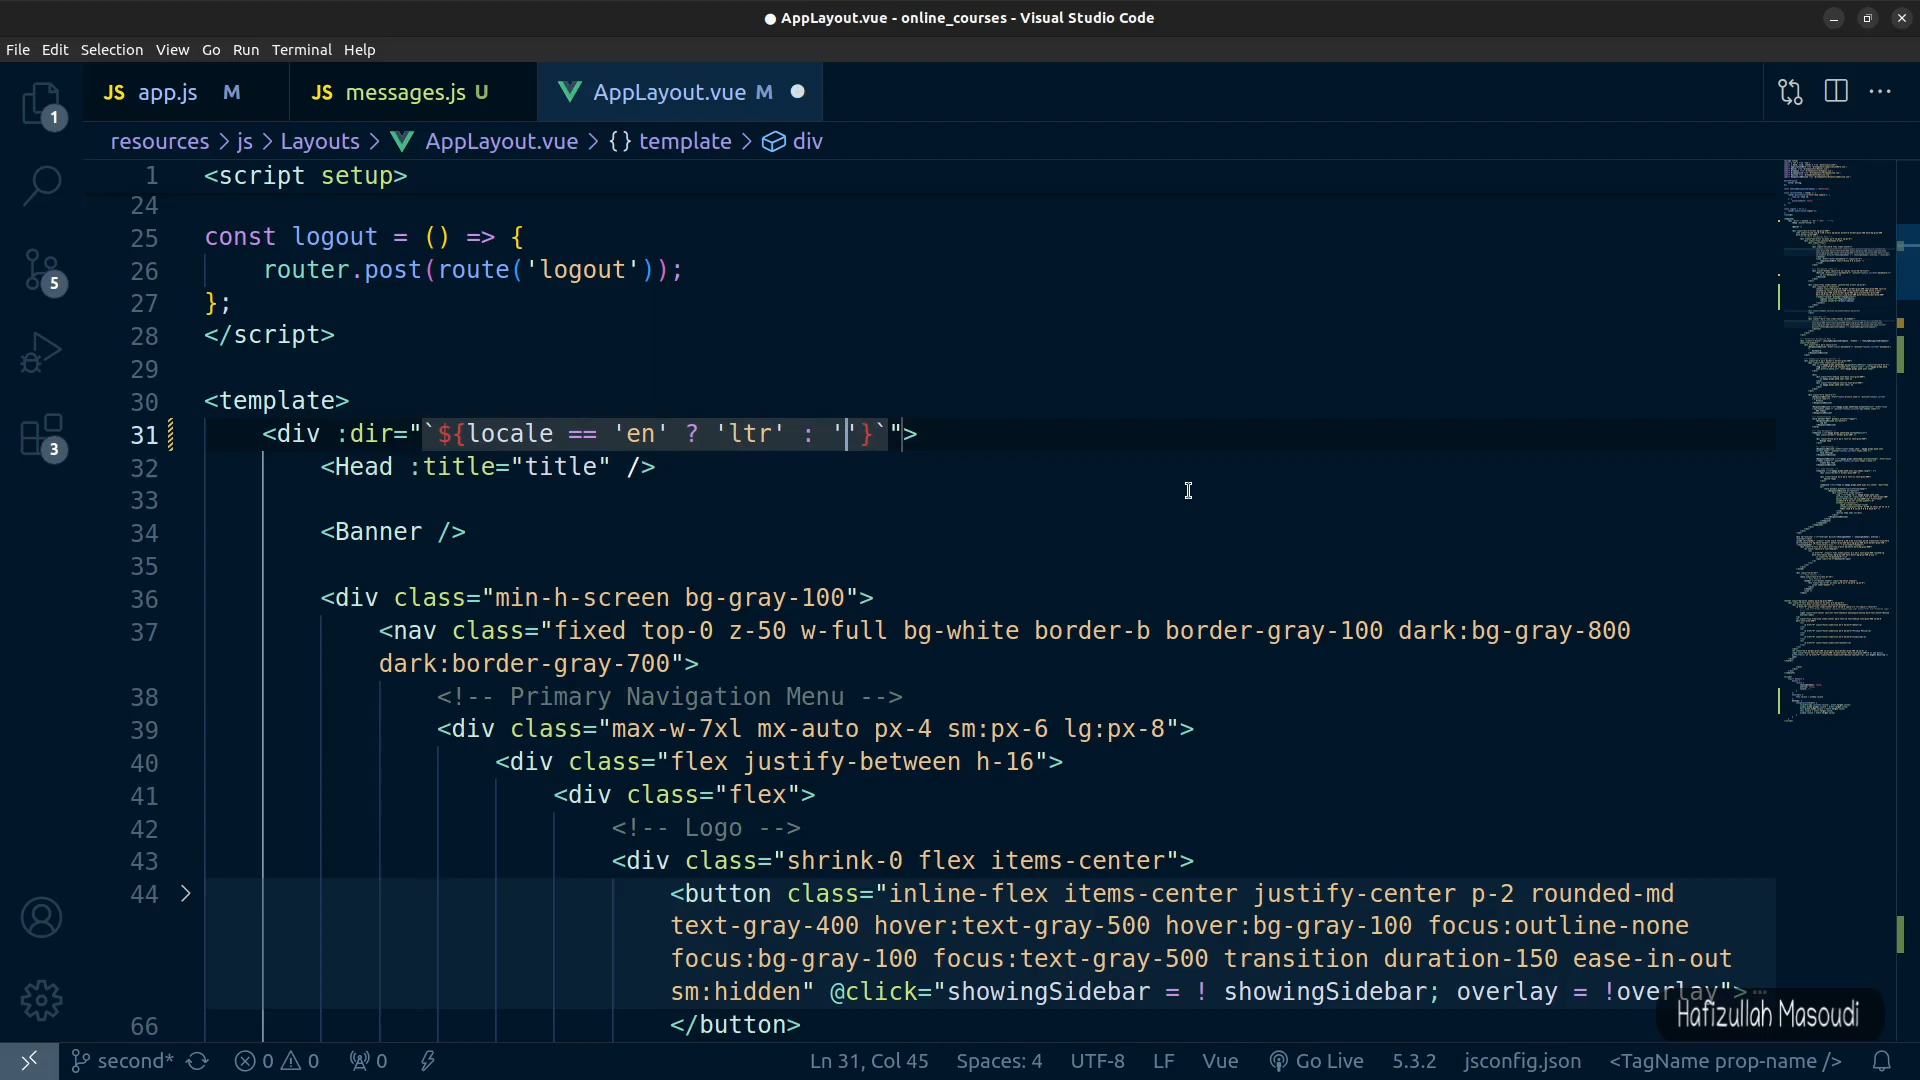 ● AppLayout.vue - online_courses - Visual Studio Code
File Edit Selection View Go Run Terminal Help
JS app.js M JS messages.js U AppLayout.vue M
resources > js > Layouts > AppLayout.vue > {} template > div
1 <script setup>
24
25 const logout = () => {
26 router.post(route('logout'));
27 };
28 </script>
29
30 <template>
31 <div :dir="`${locale == 'en' ? 'ltr' : ''}`">
32 <Head :title="title" />
33
34 <Banner />
35
36 <div class="min-h-screen bg-gray-100">
37 <nav class="fixed top-0 z-50 w-full bg-white border-b border-gray-100 dark:bg-gray-800
dark:border-gray-700">
38 <!-- Primary Navigation Menu -->
39 <div class="max-w-7xl mx-auto px-4 sm:px-6 lg:px-8">
40 <div class="flex justify-between h-16">
41 <div class="flex">
42 <!-- Logo -->
43 <div class="shrink-0 flex items-center">
44 <button class="inline-flex items-center justify-center p-2 rounded-md
text-gray-400 hover:text-gray-500 hover:bg-gray-100 focus:outline-none
focus:bg-gray-100 focus:text-gray-500 transition duration-150 ease-in-out
sm:hidden" @click="showingSidebar = ! showingSidebar; overlay = !overlay">…
66 </button>
1
5
3
Hafizullah Masoudi
second* 0 0 0 Ln 31, Col 45 Spaces: 4 UTF-8 LF Vue Go Live 5.3.2 jsconfig.json <TagName prop-name />